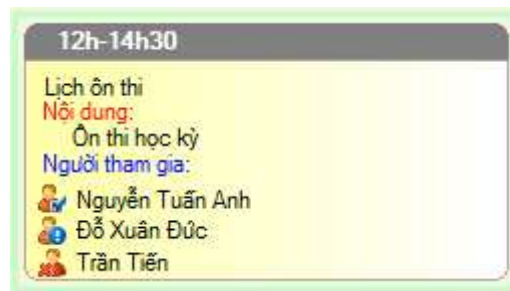 12h-14h30
Lịch ôn thi
Nội dung:
Ôn thi học kỳ
Người tham gia:
Nguyễn Tuấn Anh
Đỗ Xuân Đức
Trần Tiến